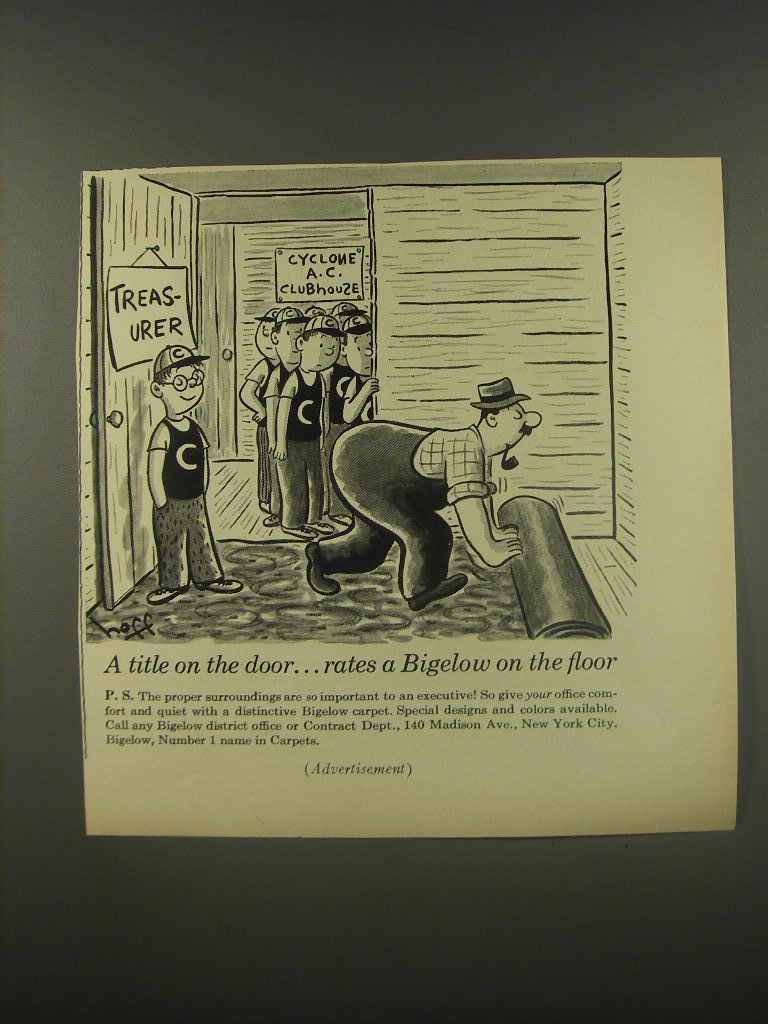 TREAS-
URER
CYCLONE
A.C.
CLUBhOUZE
C
C
C
C
C
hoff
A title on the door...rates a Bigelow on the floor
P. S. The proper surroundings are so important to an executive! So give your office com-
fort and quiet with a distinctive Bigelow carpet. Special designs and colors available.
Call any Bigelow district office or Contract Dept., 140 Madison Ave., New York City.
Bigelow, Number 1 name in Carpets.
(Advertisement)